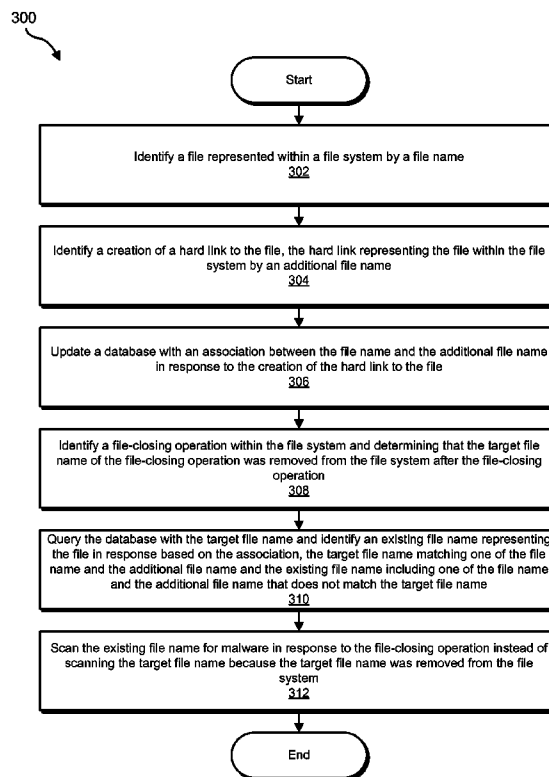 300
Start
Identify a file represented within a file system by a file name
302
Identify a creation of a hard link to the file, the hard link representing the file within the file
system by an additional file name
304
Update a database with an association between the file name and the additional file name
in response to the creation of the hard link to the file
306
Identify a file-closing operation within the file system and determining that the target file
name of the file-closing operation was removed from the file system after the file-closing
operation
308
Query the database with the target file name and identify an existing file name representing
the file in response based on the association, the target file name matching one of the file
name and the additional file name and the existing file name including one of the file name
and the additional file name that does not match the target file name
310
Scan the existing file name for malware in response to the file-closing operation instead of
scanning the target file name because the target file name was removed from the file
system
312
End